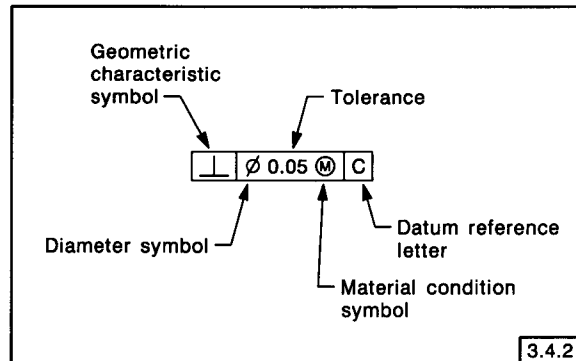 Geometric
characteristic
symbol
Tolerance
⊥ ⌀ 0.05 Ⓜ C
Diameter symbol
Datum reference
letter
Material condition
symbol
3.4.2